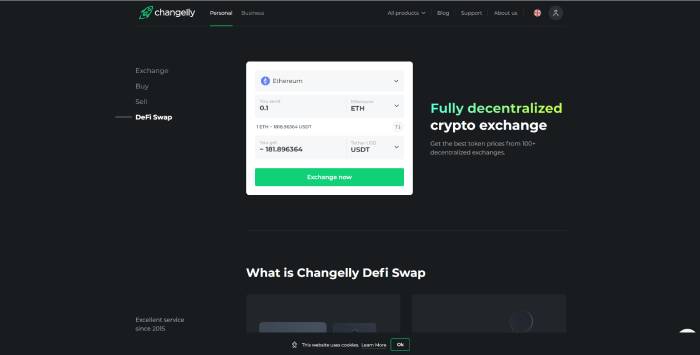 changelly
Personal
Business
All products
Blog
Support
About us
Exchange
Buy
Sell
DeFi Swap
Ethereum
You send
0.1
Ethereum
ETH
1 ETH ~ 1818.96364 USDT
You get
~ 181.896364
Tether USD
USDT
Exchange now
Fully decentralized
crypto exchange
Get the best token prices from 100+
decentralized exchanges.
What is Changelly DeFi Swap
Excellent service
since 2015
This website uses cookies. Learn More
Ok